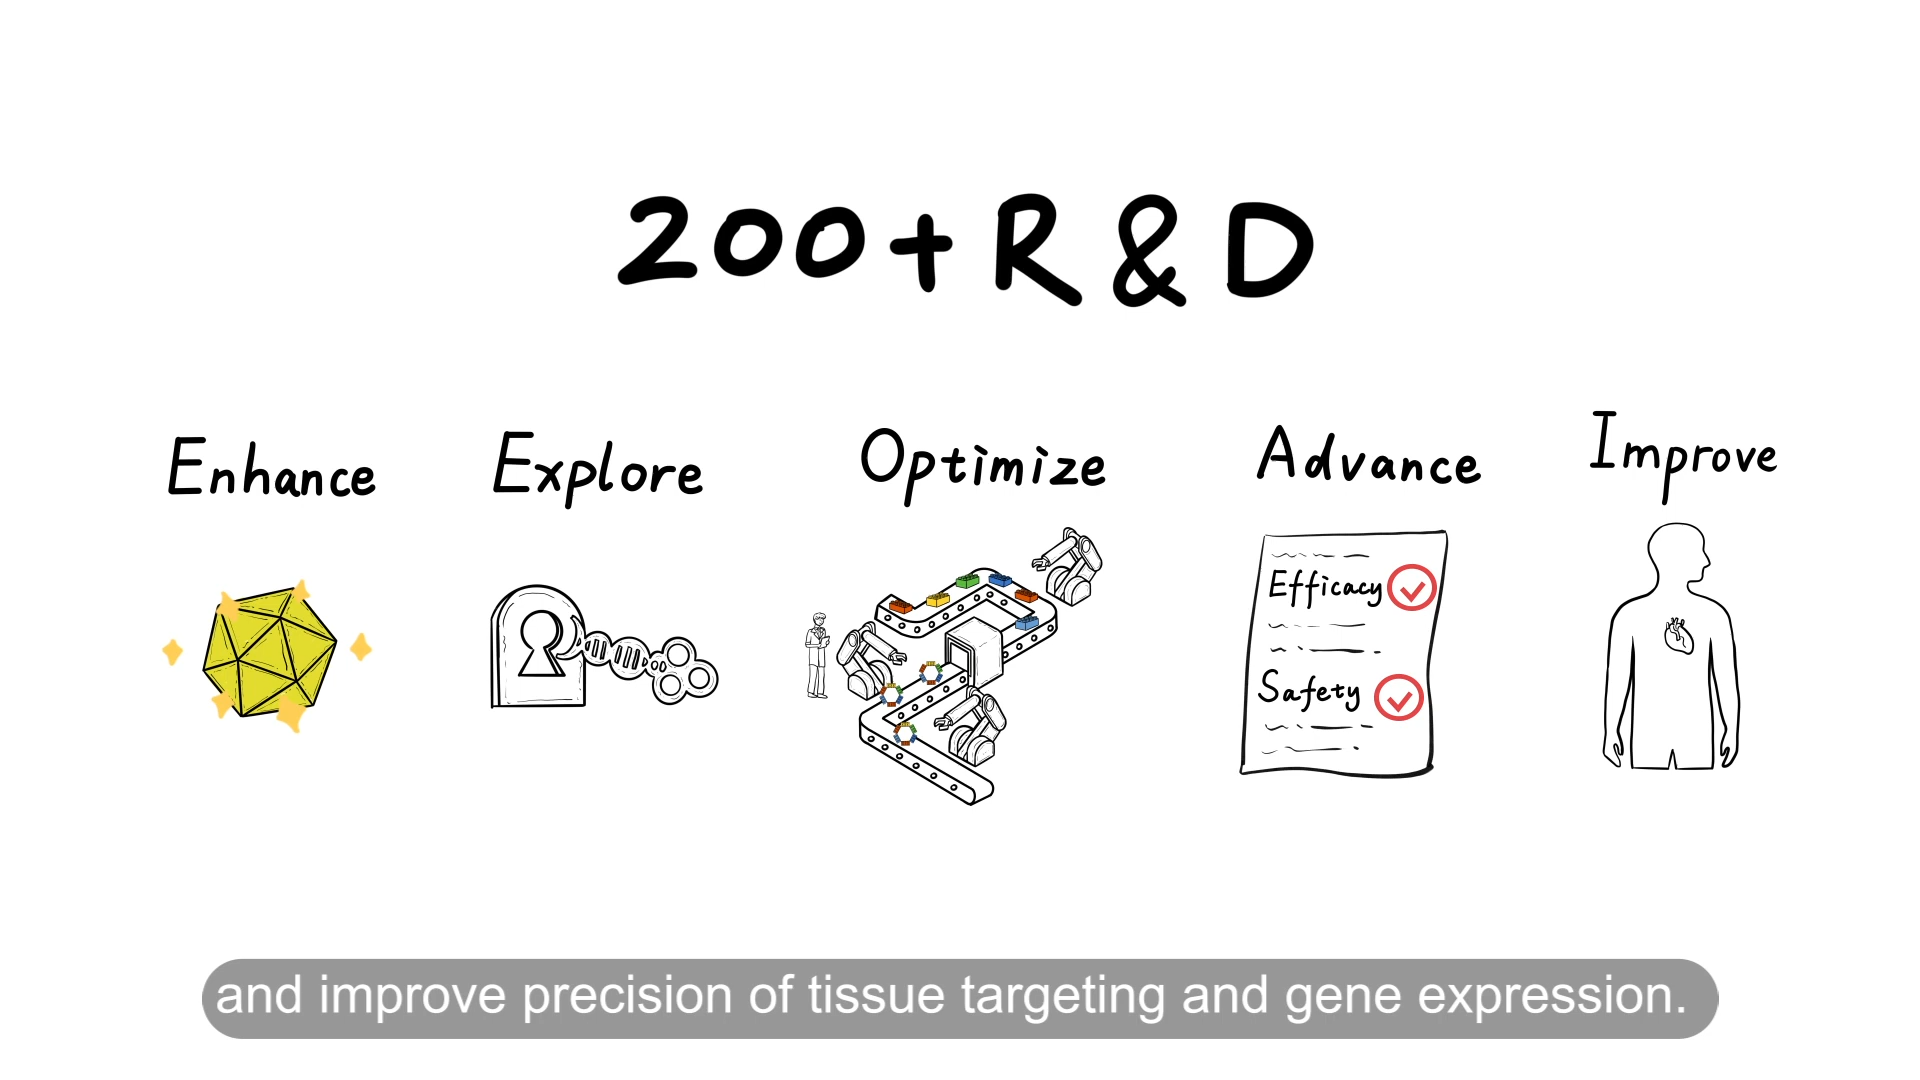 200+ R & D
Enhance
Explore
Optimize
Advance
Improve
Efficacy
Safety
and improve precision of tissue targeting and gene expression.